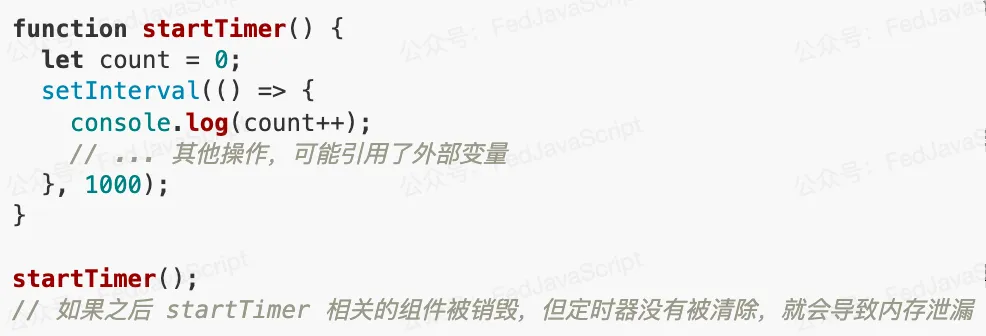 function startTimer() {
  let count = 0;
  setInterval(() => {
    console.log(count++);
    // ... 其他操作，可能引用了外部变量
  }, 1000);
}
startTimer();
// 如果之后 startTimer 相关的组件被销毁，但定时器没有被清除，就会导致内存泄漏
公众号：FedJavaScript
公众号：FedJavaScript
公众号：FedJavaScript
公众号：FedJavaScript
公众号：FedJavaScript
公众号：FedJavaScript